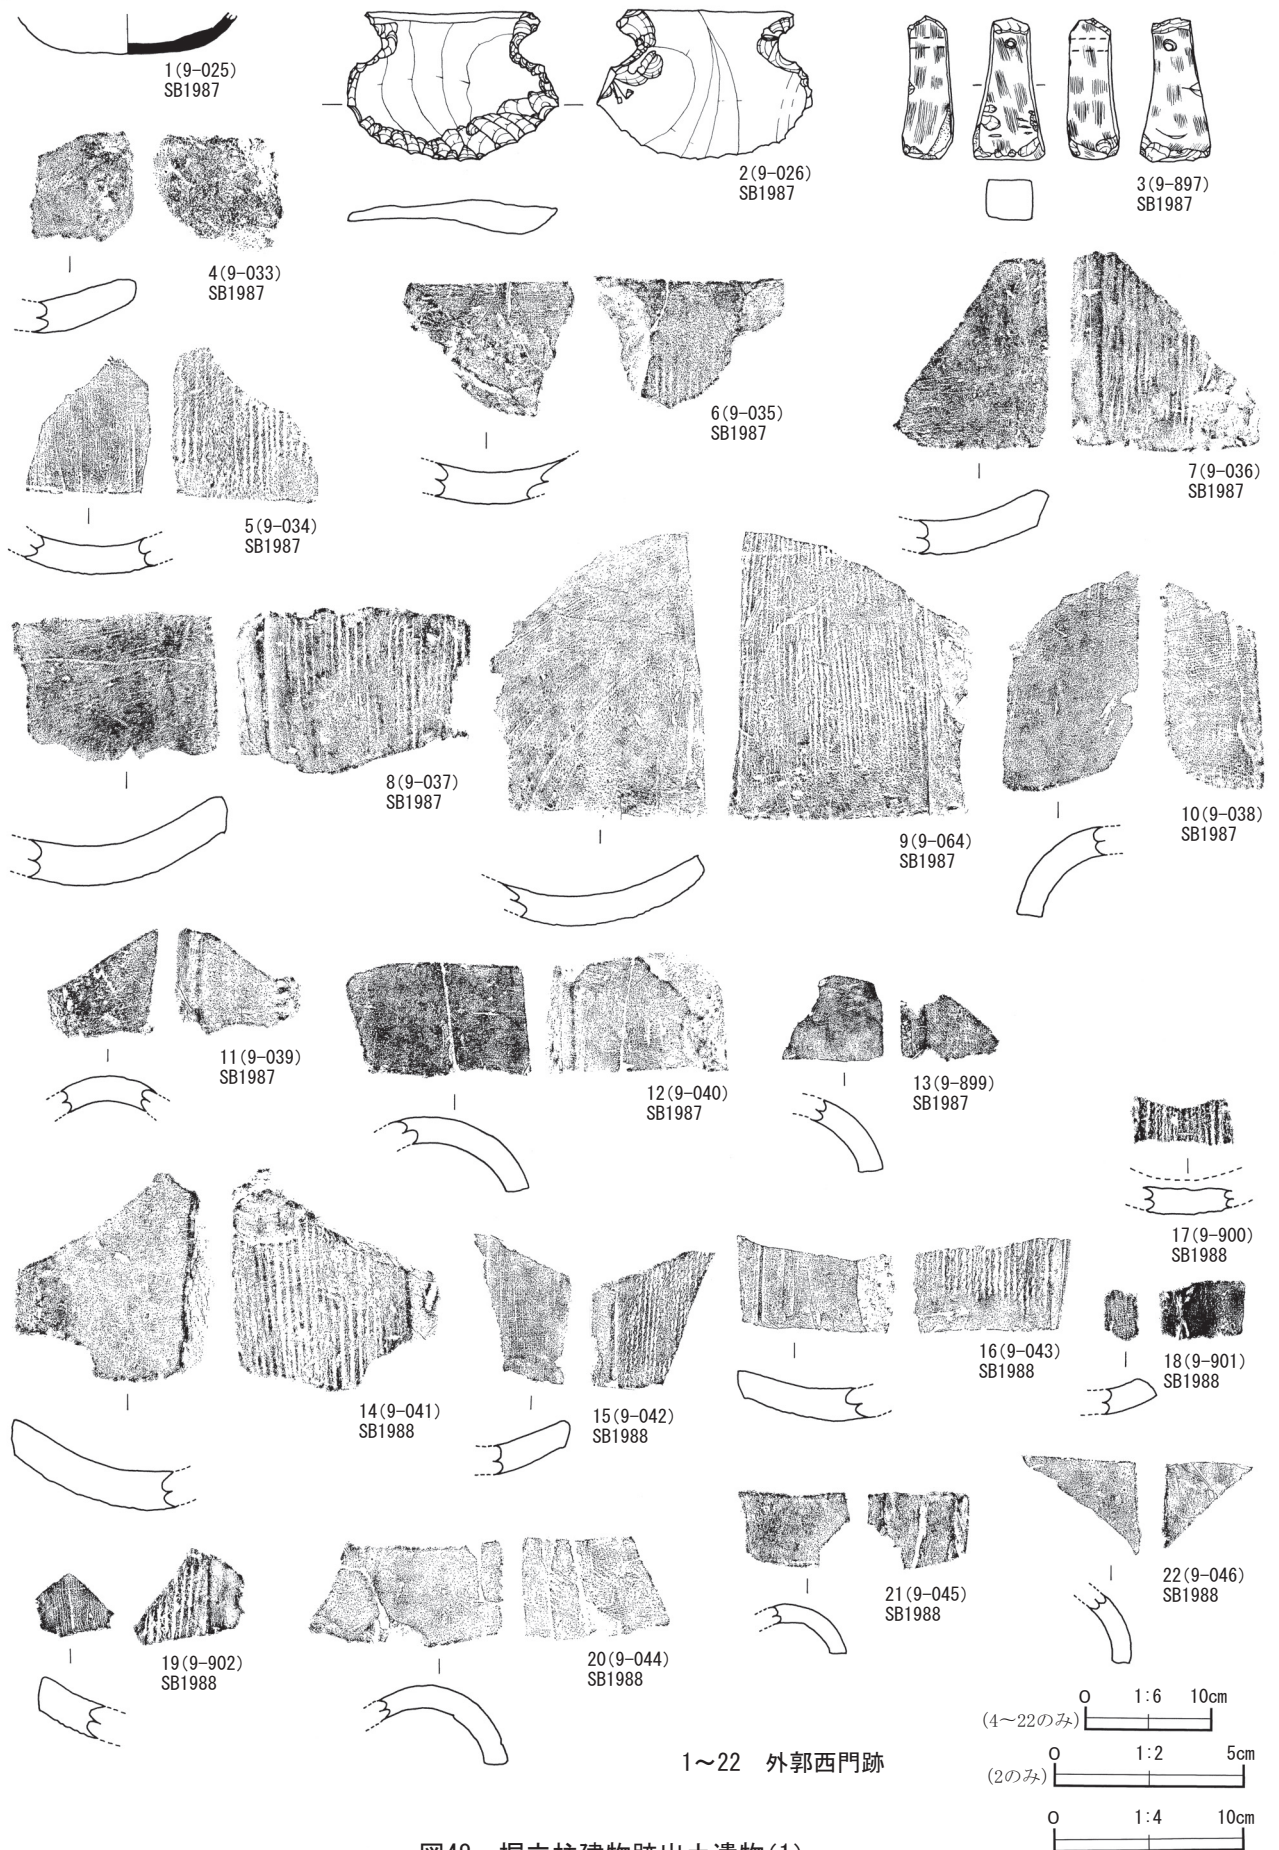 1(9-025)
SB1987
2(9-026)
SB1987
3(9-897)
SB1987
4(9-033)
SB1987
5(9-034)
SB1987
6(9-035)
SB1987
7(9-036)
SB1987
8(9-037)
SB1987
9(9-064)
SB1987
10(9-038)
SB1987
11(9-039)
SB1987
12(9-040)
SB1987
13(9-899)
SB1987
17(9-900)
SB1988
14(9-041)
SB1988
15(9-042)
SB1988
16(9-043)
SB1988
18(9-901)
SB1988
19(9-902)
SB1988
20(9-044)
SB1988
21(9-045)
SB1988
22(9-046)
SB1988
0 1:6 10cm
(4〜22のみ)
1〜22 外郭西門跡
0 1:2 5cm
(2のみ)
0 1:4 10cm